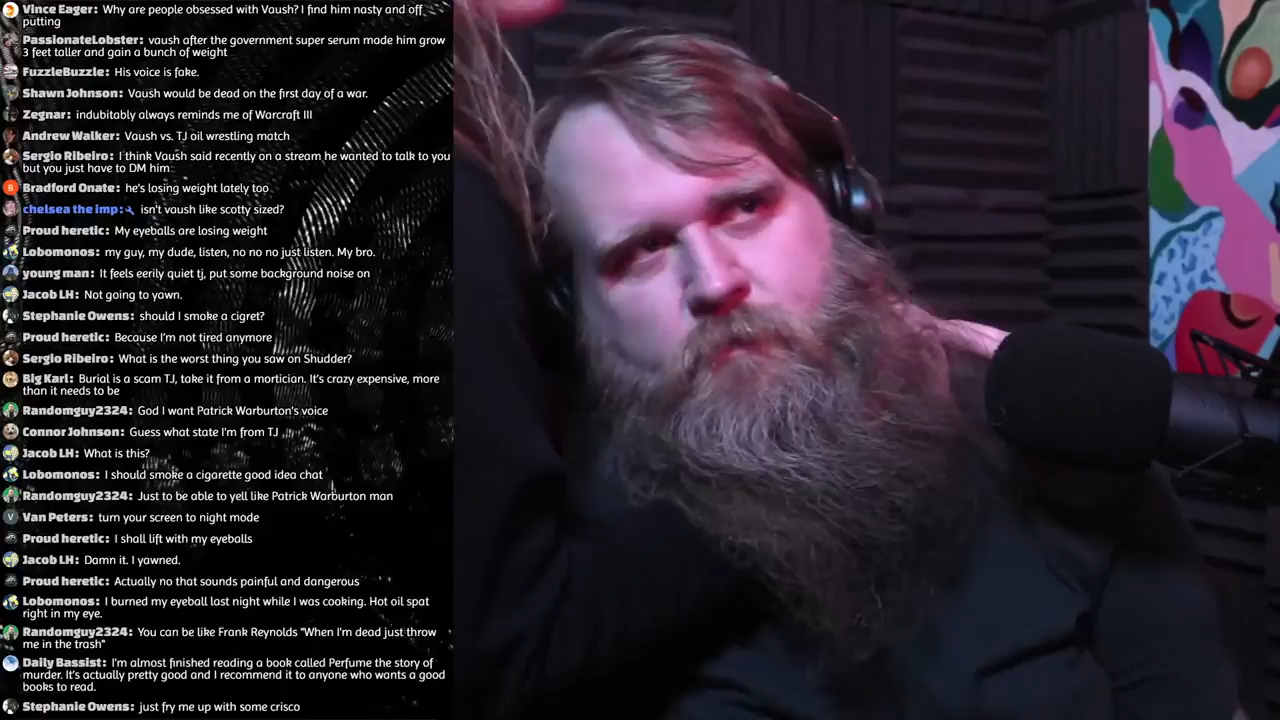 Vince Eager: Why are people obsessed with Vaush? I find him nasty and off
putting
PassionateLobster: vaush after the government super serum made him grow
3 feet taller and gain a bunch of weight
FuzzleBuzzle: His voice is fake.
Shawn Johnson: Vaush would be dead on the first day of a war.
Zegnar: indubitably always reminds me of Warcraft III
Andrew Walker: Vaush vs. TJ oil wrestling match
Sergio Ribeiro: I think Vaush said recently on a stream he wanted to talk to you
but you just have to DM him
B Bradford Onate: he's losing weight lately too
chelsea the imp: isn't vaush like scotty sized?
Proud heretic: My eyeballs are losing weight
Lobomonos: my guy, my dude, listen, no no no just listen. My bro.
young man: It feels eerily quiet tj, put some background noise on
Jacob LH: Not going to yawn.
Stephanie Owens: should I smoke a cigret?
Proud heretic: Because I'm not tired anymore
Sergio Ribeiro: What is the worst thing you saw on Shudder?
Big Karl: Burial is a scam TJ, take it from a mortician. It's crazy expensive, more
than it needs to be
Randomguy2324: God I want Patrick Warburton's voice
Connor Johnson: Guess what state I'm from TJ
Jacob LH: What is this?
Lobomonos: I should smoke a cigarette good idea chat
Randomguy2324: Just to be able to yell like Patrick Warburton man
V Van Peters: turn your screen to night mode
Proud heretic: I shall lift with my eyeballs
Jacob LH: Damn it. I yawned.
Proud heretic: Actually no that sounds painful and dangerous
Lobomonos: I burned my eyeball last night while I was cooking. Hot oil spat
right in my eye.
Randomguy2324: You can be like Frank Reynolds "When I'm dead just throw
me in the trash"
Daily Bassist: I'm almost finished reading a book called Perfume the story of
murder. It's actually pretty good and I recommend it to anyone who wants a good
books to read.
Stephanie Owens: just fry me up with some crisco